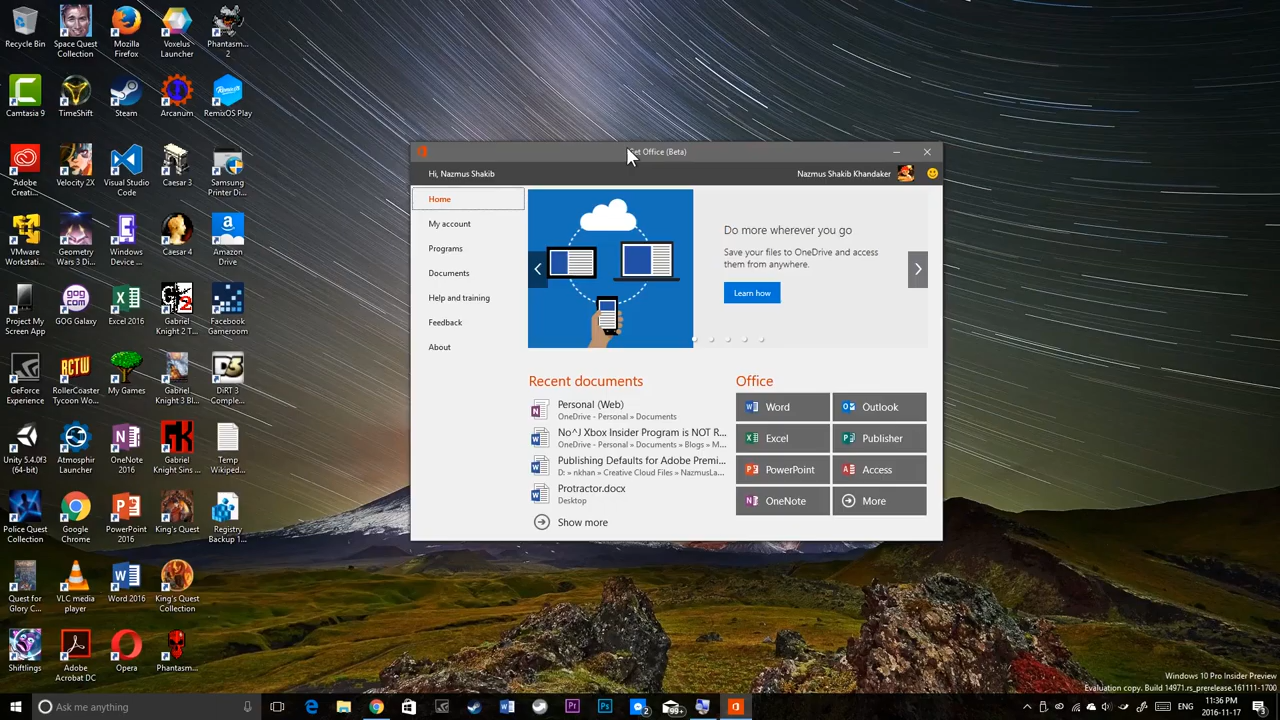 Recycle Bin
Space Quest
Collection
Mozilla
Firefox
Voxelus
Launcher
Phantasm...
2
Camtasia 9
TimeShift
Steam
Arcanum
RemixOS Play
Adobe
Creati...
Velocity 2X
Visual Studio
Code
Caesar 3
Samsung
Printer Di...
VMware
Workstati...
Geometry
Wars 3 Di...
Windows
Device ...
Caesar 4
Amazon
Drive
Project My
Screen App
GOG Galaxy
Excel 2016
Gabriel
Knight 2 T...
Facebook
Gameroom
GeForce
Experience
RollerCoaster
Tycoon Wo...
My Games
Gabriel
Knight 3 Bl...
DiRT 3
Comple...
Unity 5.4.0f3
(64-bit)
Atmosphir
Launcher
OneNote
2016
Gabriel
Knight Sins ...
Temp
Wikiped...
Police Quest
Collection
Google
Chrome
PowerPoint
2016
King's Quest
Registry
Backup 1...
Quest for
Glory C...
VLC media
player
Word 2016
King's Quest
Collection
Shiftlings
Adobe
Acrobat DC
Opera
Phantasm...
Get Office (Beta)
Hi, Nazmus Shakib
Nazmus Shakib Khandaker
Home
My account
Programs
Documents
Help and training
Feedback
About
Do more wherever you go
Save your files to OneDrive and access
them from anywhere.
Learn how
Recent documents
Personal (Web)
OneDrive - Personal » Documents
No^J Xbox Insider Program is NOT R...
OneDrive - Personal » Documents » Blogs » M...
Publishing Defaults for Adobe Premi...
D: » nkhan » Creative Cloud Files » NazmusLa...
Protractor.docx
Desktop
Show more
Office
Word
Outlook
Excel
Publisher
PowerPoint
Access
OneNote
More
Windows 10 Pro Insider Preview
Evaluation copy. Build 14971.rs_prerelease.161111-1700
Ask me anything
2
99+
11:36 PM
2016-11-17
3